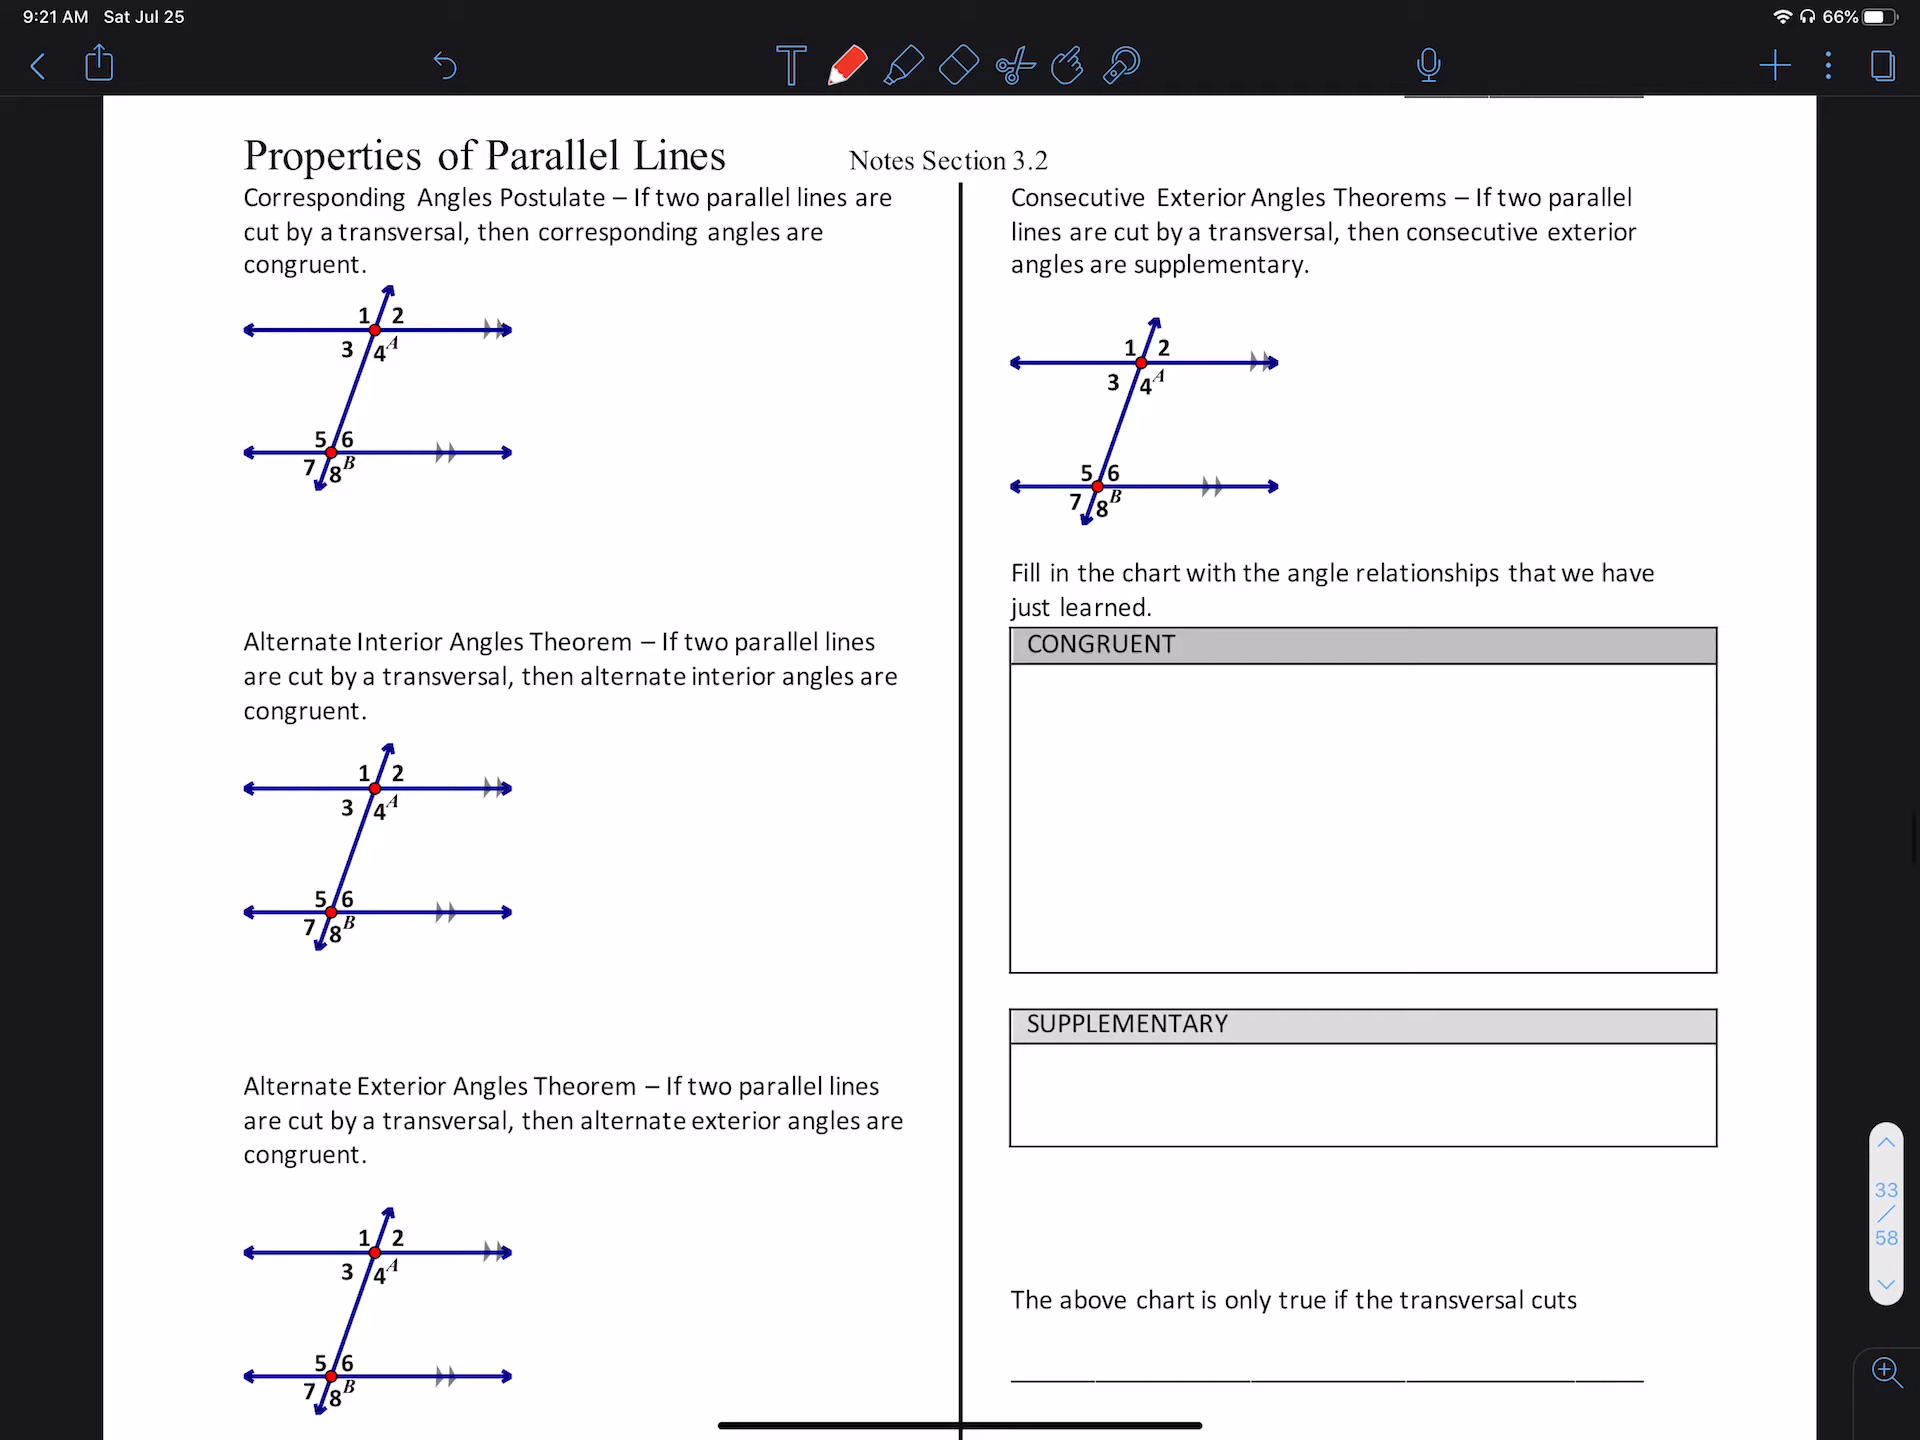 9:21 AM Sat Jul 25
66%
Properties of Parallel Lines
Notes Section 3.2
Corresponding Angles Postulate – If two parallel lines are
cut by a transversal, then corresponding angles are
congruent.
1 2
3 4 A
5 6
7 8 B
Alternate Interior Angles Theorem – If two parallel lines
are cut by a transversal, then alternate interior angles are
congruent.
1 2
3 4 A
5 6
7 8 B
Alternate Exterior Angles Theorem – If two parallel lines
are cut by a transversal, then alternate exterior angles are
congruent.
1 2
3 4 A
5 6
7 8 B
Consecutive Exterior Angles Theorems – If two parallel
lines are cut by a transversal, then consecutive exterior
angles are supplementary.
1 2
3 4 A
5 6
7 8 B
Fill in the chart with the angle relationships that we have
just learned.
CONGRUENT
SUPPLEMENTARY
The above chart is only true if the transversal cuts
33
/
58